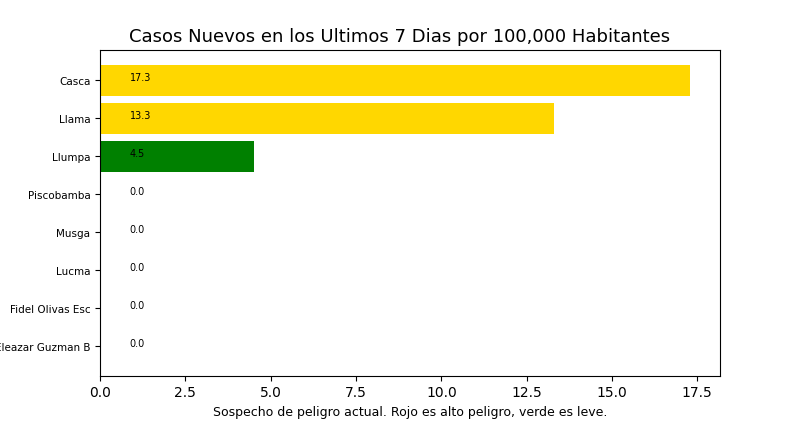 Casos Nuevos en los Ultimos 7 Dias por 100,000 Habitantes
Casca 17.3
Llama 13.3
Llumpa 4.5
Piscobamba 0.0
Musga 0.0
Lucma 0.0
Fidel Olivas Esc 0.0
Eleazar Guzman B 0.0
0.0 2.5 5.0 7.5 10.0 12.5 15.0 17.5
Sospecho de peligro actual. Rojo es alto peligro, verde es leve.